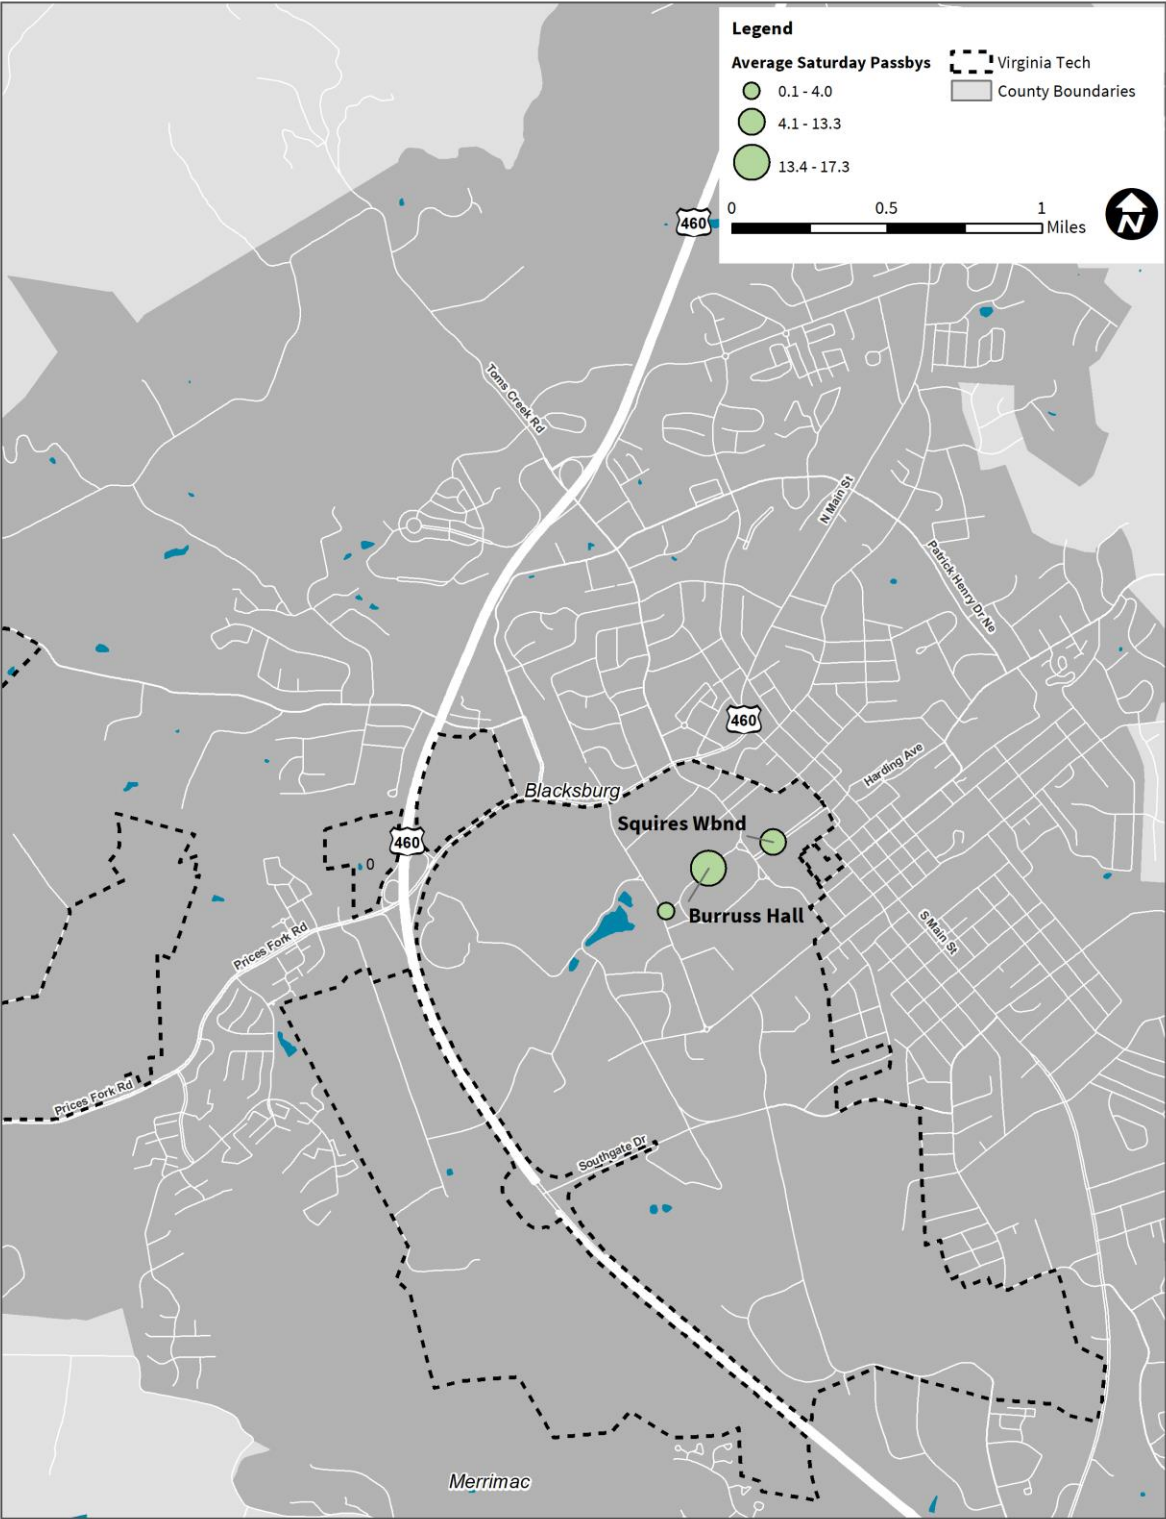 Legend
Average Saturday Passbys
0.1 - 4.0
4.1 - 13.3
13.4 - 17.3
Virginia Tech
County Boundaries
0 0.5 1
Miles
N
460
Toms Creek Rd
N Main St
Patrick Henry Dr Ne
460
Harding Ave
Blacksburg
Squires Wbnd
460
0
Burruss Hall
S Main St
Prices Fork Rd
Prices Fork Rd
Southgate Dr
Merrimac